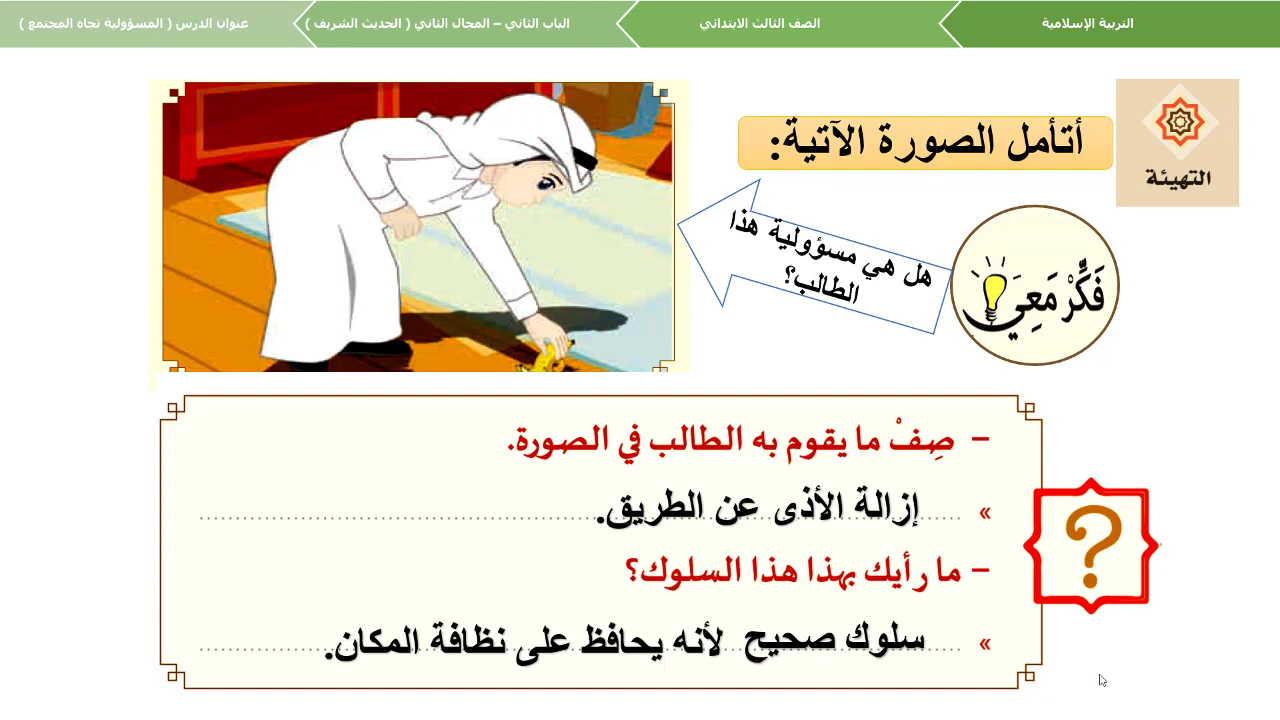 التربية الإسلامية
الصف الثالث الابتدائي
الباب الثاني – المجال الثاني ( الحديث الشريف )
عنوان الدرس ( المسؤولية تجاه المجتمع )
التهيئة
أتأمل الصورة الآتية:
فَكِّرْ مَعِيَ
هل هي مسؤولية هذا
الطالب؟
– صِفْ ما يقوم به الطالب في الصورة.
» إزالة الأذى عن الطريق.
– ما رأيك بهذا هذا السلوك؟
» سلوك صحيح لأنه يحافظ على نظافة المكان.
?